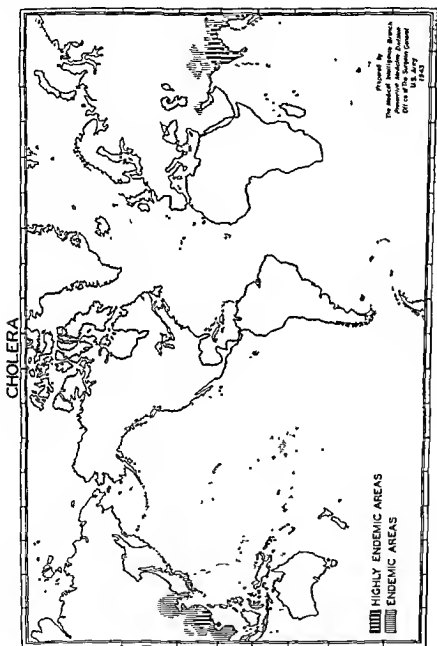 CHOLERA
Prepared by
The Medical Intelligence Branch
Preventive Medicine Division
Office of The Surgeon General
U.S. Army
1943
HIGHLY ENDEMIC AREAS
ENDEMIC AREAS